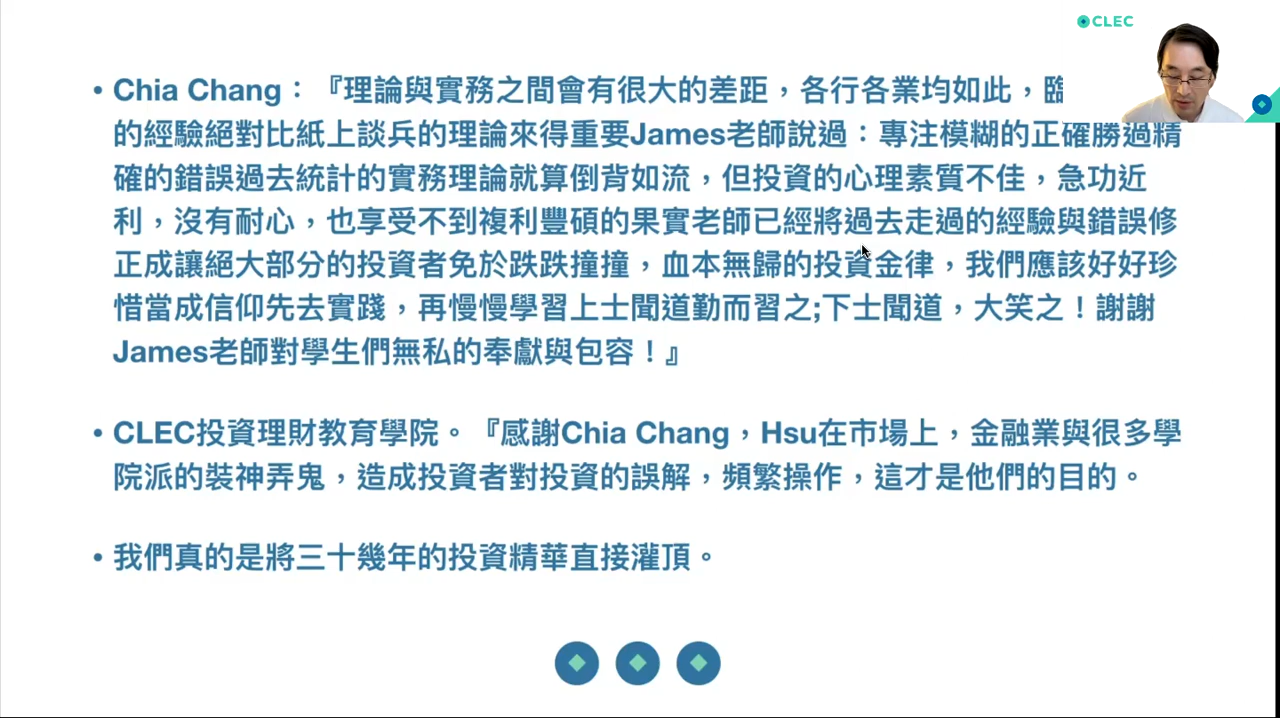 CLEC
• Chia Chang：『理論與實務之間會有很大的差距，各行各業均如此，臨
的經驗絕對比紙上談兵的理論來得重要James老師說過：專注模糊的正確勝過精
確的錯誤過去統計的實務理論就算倒背如流，但投資的心理素質不佳，急功近
利，沒有耐心，也享受不到複利豐碩的果實老師已經將過去走過的經驗與錯誤修
正成讓絕大部分的投資者免於跌跌撞撞，血本無歸的投資金律，我們應該好好珍
惜當成信仰先去實踐，再慢慢學習上士聞道勤而習之;下士聞道，大笑之！謝謝
James老師對學生們無私的奉獻與包容！』
• CLEC投資理財教育學院。『感謝Chia Chang，Hsu在市場上，金融業與很多學
院派的裝神弄鬼，造成投資者對投資的誤解，頻繁操作，這才是他們的目的。
• 我們真的是將三十幾年的投資精華直接灌頂。